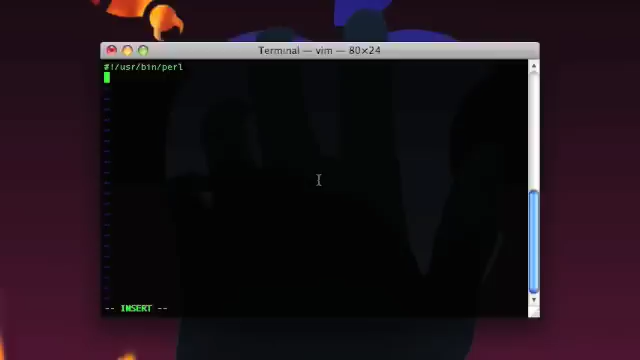 Terminal — vim — 80×24
#!/usr/bin/perl
-- INSERT --